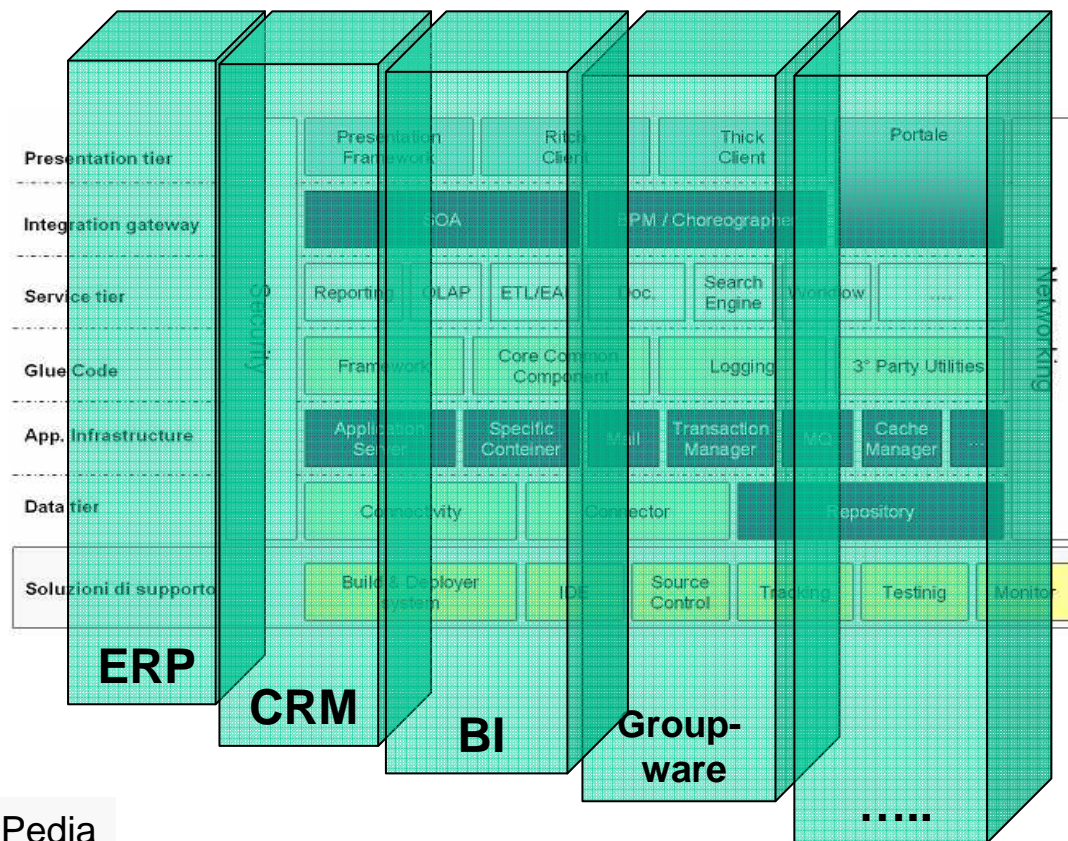 Presentation tier
Presentation
Framework
Ritch
Client
Thick
Client
Portale
Integration gateway
SOA
BPM / Choreographer
Service tier
Reporting
OLAP
ETL/EAI
Doc.
Search
Engine
Workflow
.....
Glue Code
Framework
Core Common
Component
Logging
3° Party Utilities
App. Infrastructure
Application
Server
Specific
Conteiner
Mail
Transaction
Manager
MQ
Cache
Manager
...
Data tier
Connectivity
Connector
Repository
Soluzioni di supporto
Build & Deployer
system
IDE
Source
Control
Tracking
Testinig
Monitor
Security
Networking
ERP
CRM
BI
Group-
ware
.....
Pedia